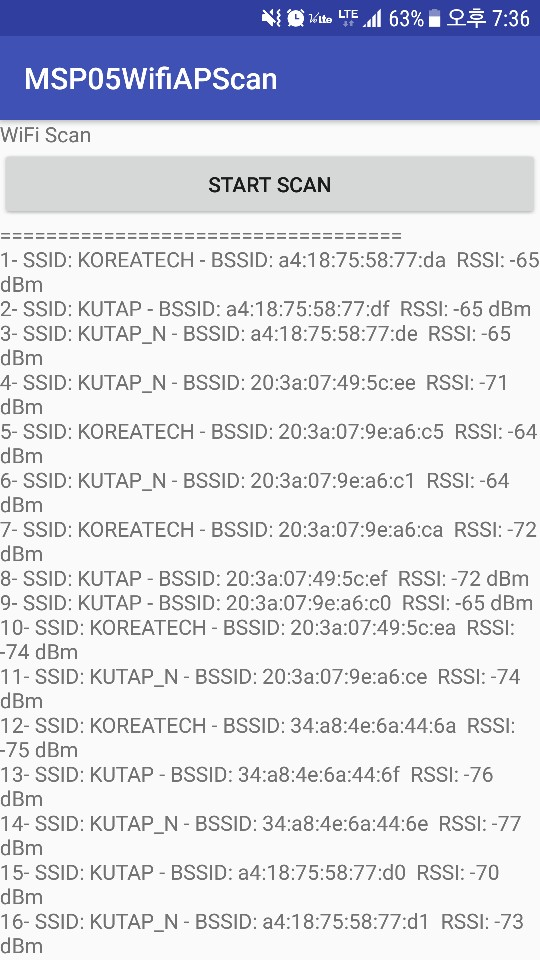 LTE 63% 오후 7:36
MSP05WifiAPScan
WiFi Scan
START SCAN
==================================
1- SSID: KOREATECH - BSSID: a4:18:75:58:77:da  RSSI: -65
dBm
2- SSID: KUTAP - BSSID: a4:18:75:58:77:df  RSSI: -65 dBm
3- SSID: KUTAP_N - BSSID: a4:18:75:58:77:de  RSSI: -65
dBm
4- SSID: KUTAP_N - BSSID: 20:3a:07:49:5c:ee  RSSI: -71
dBm
5- SSID: KOREATECH - BSSID: 20:3a:07:9e:a6:c5  RSSI: -64
dBm
6- SSID: KUTAP_N - BSSID: 20:3a:07:9e:a6:c1  RSSI: -64
dBm
7- SSID: KOREATECH - BSSID: 20:3a:07:9e:a6:ca  RSSI: -72
dBm
8- SSID: KUTAP - BSSID: 20:3a:07:49:5c:ef  RSSI: -72 dBm
9- SSID: KUTAP - BSSID: 20:3a:07:9e:a6:c0  RSSI: -65 dBm
10- SSID: KOREATECH - BSSID: 20:3a:07:49:5c:ea  RSSI:
-74 dBm
11- SSID: KUTAP_N - BSSID: 20:3a:07:9e:a6:ce  RSSI: -74
dBm
12- SSID: KOREATECH - BSSID: 34:a8:4e:6a:44:6a  RSSI:
-75 dBm
13- SSID: KUTAP - BSSID: 34:a8:4e:6a:44:6f  RSSI: -76
dBm
14- SSID: KUTAP_N - BSSID: 34:a8:4e:6a:44:6e  RSSI: -77
dBm
15- SSID: KUTAP - BSSID: a4:18:75:58:77:d0  RSSI: -70
dBm
16- SSID: KUTAP_N - BSSID: a4:18:75:58:77:d1  RSSI: -73
dBm